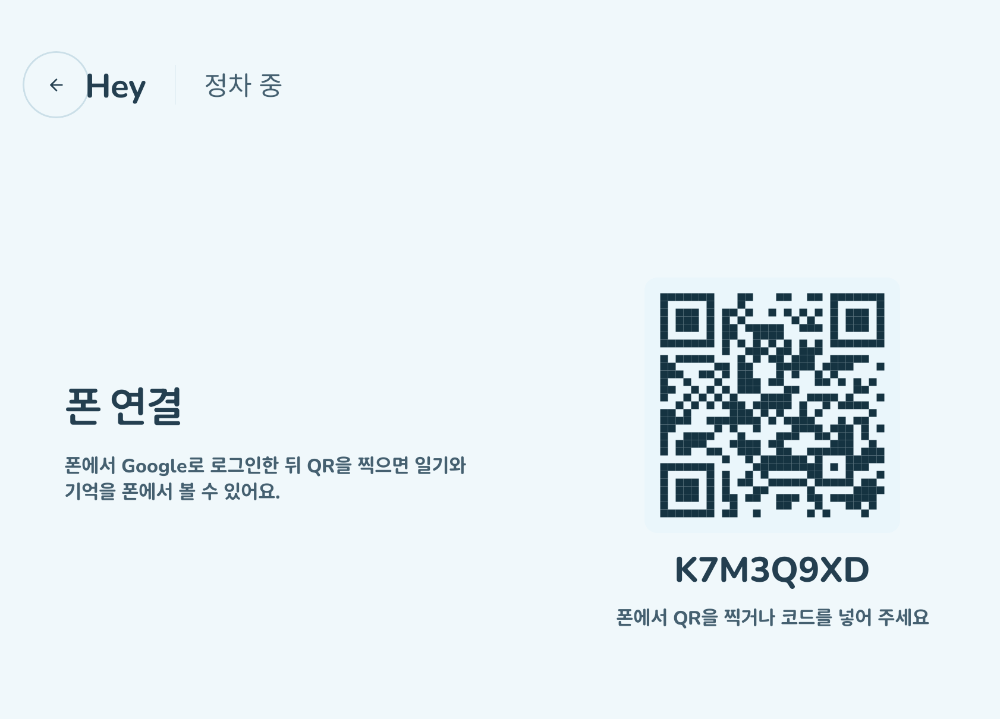 Hey
정차 중
폰 연결
폰에서 Google로 로그인한 뒤 QR을 찍으면 일기와
기억을 폰에서 볼 수 있어요.
K7M3Q9XD
폰에서 QR을 찍거나 코드를 넣어 주세요